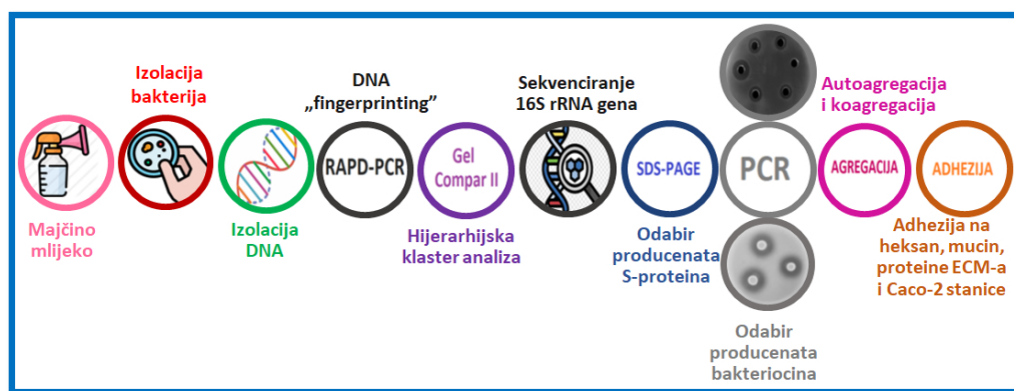 Majčino
mlijeko
Izolacija
bakterija
Izolacija
DNA
DNA
„fingerprinting”
RAPD-PCR
Gel
Compar II
Hijerarhijska
klaster analiza
Sekvenciranje
16S rRNA gena
SDS-PAGE
Odabir
producenata
S-proteina
PCR
Odabir
producenata
bakteriocina
Autoagregacija
i koagregacija
AGREGACIJA
ADHEZIJA
Adhezija na
heksan, mucin,
proteine ECM-a
i Caco-2 stanice